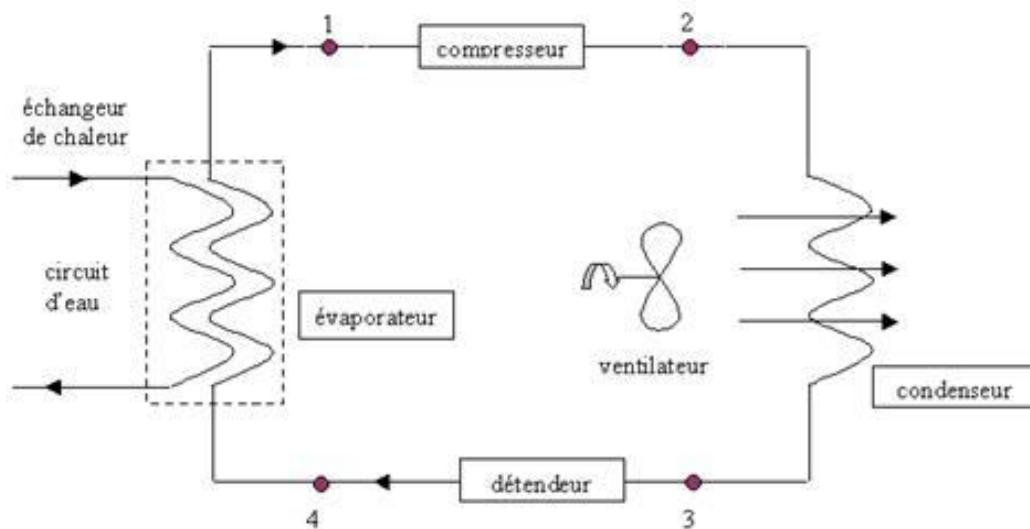 1
2
compresseur
échangeur
de chaleur
circuit
d'eau
évaporateur
ventilateur
condenseur
détendeur
4
3